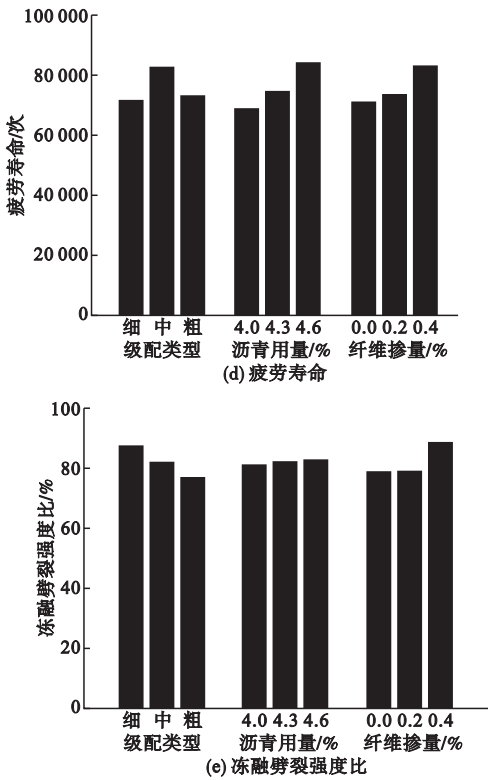 100 000
80 000
60 000
40 000
20 000
0
疲劳寿命/次
细 中 粗 4.0 4.3 4.6 0.0 0.2 0.4
级配类型 沥青用量/% 纤维掺量/%
(d) 疲劳寿命
100
80
60
40
20
0
冻融劈裂强度比/%
细 中 粗 4.0 4.3 4.6 0.0 0.2 0.4
级配类型 沥青用量/% 纤维掺量/%
(e) 冻融劈裂强度比